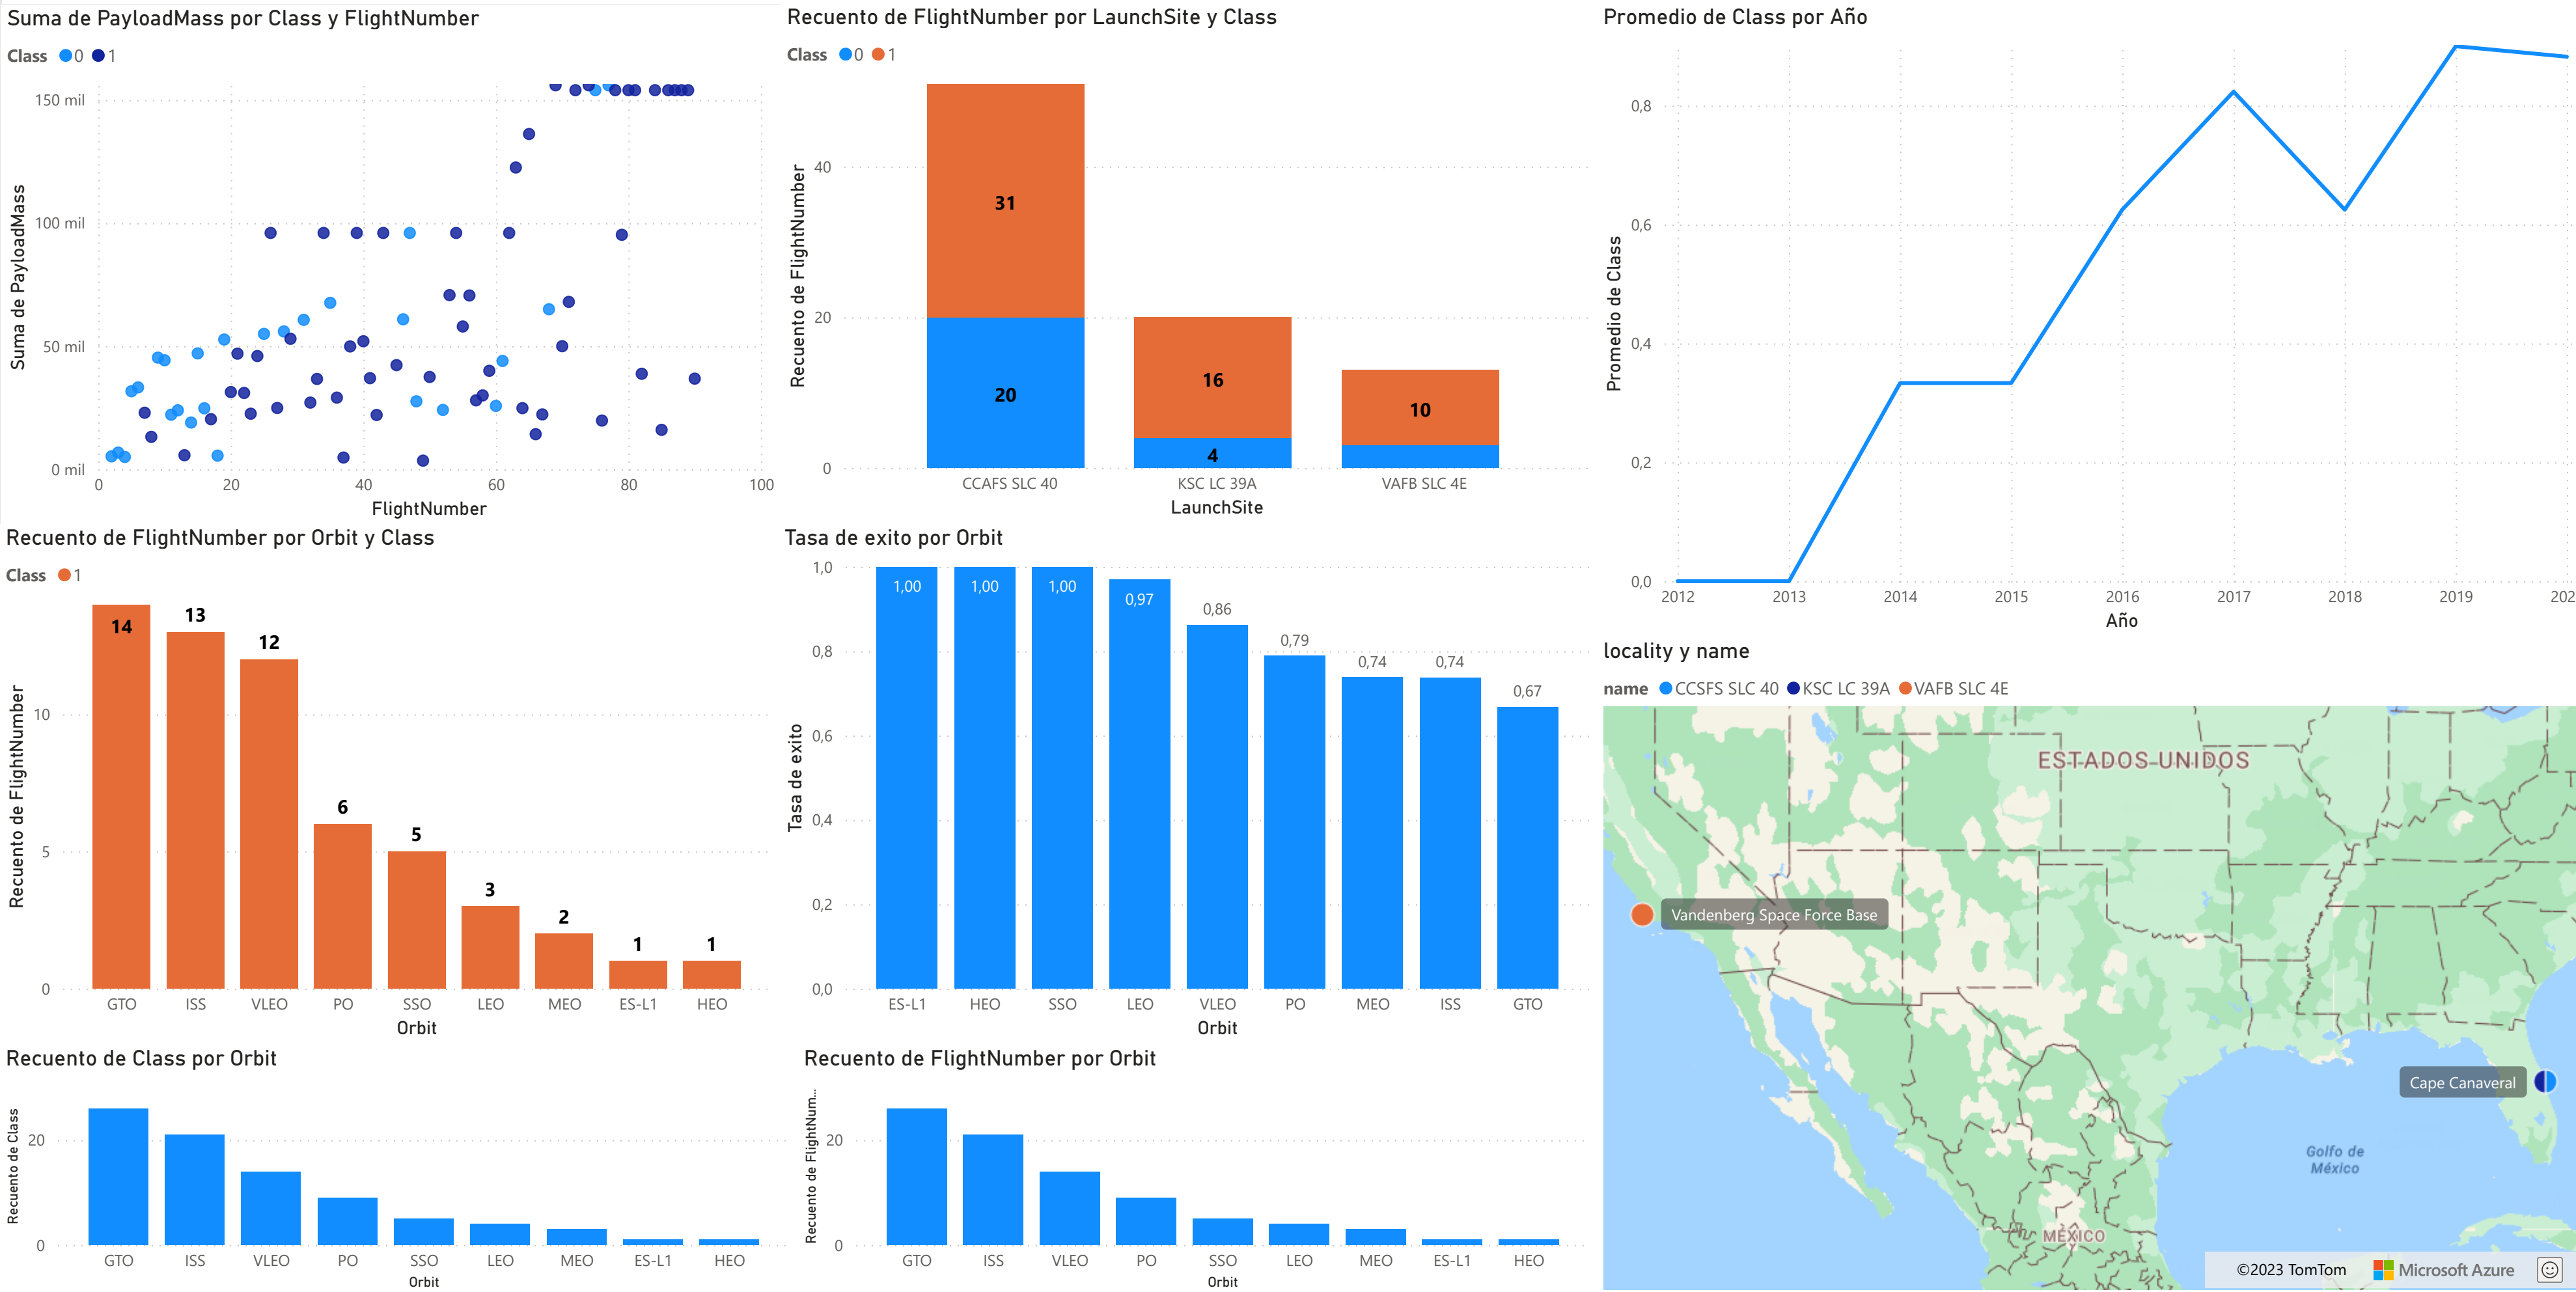 Suma de PayloadMass por Class y FlightNumber
Class 0 1
150 mil
100 mil
50 mil
0 mil
Suma de PayloadMass
0 20 40 60 80 100
FlightNumber
Recuento de FlightNumber por LaunchSite y Class
Class 0 1
40
20
0
Recuento de FlightNumber
31
20
16
4
10
CCAFS SLC 40 KSC LC 39A VAFB SLC 4E
LaunchSite
Promedio de Class por Año
0,8
0,6
0,4
0,2
0,0
Promedio de Class
2012 2013 2014 2015 2016 2017 2018 2019 202
Año
Recuento de FlightNumber por Orbit y Class
Class 1
10
5
0
Recuento de FlightNumber
14 13 12 6 5 3 2 1 1
GTO ISS VLEO PO SSO LEO MEO ES-L1 HEO
Orbit
Tasa de exito por Orbit
1,0
0,8
0,6
0,4
0,2
0,0
Tasa de exito
1,00 1,00 1,00 0,97 0,86 0,79 0,74 0,74 0,67
ES-L1 HEO SSO LEO VLEO PO MEO ISS GTO
Orbit
locality y name
name CCSFS SLC 40 KSC LC 39A VAFB SLC 4E
ESTADOS UNIDOS
Vandenberg Space Force Base
Cape Canaveral
Golfo de
México
MÉXICO
©2023 TomTom Microsoft Azure
Recuento de Class por Orbit
20
0
Recuento de Class
GTO ISS VLEO PO SSO LEO MEO ES-L1 HEO
Orbit
Recuento de FlightNumber por Orbit
20
0
Recuento de FlightNum...
GTO ISS VLEO PO SSO LEO MEO ES-L1 HEO
Orbit